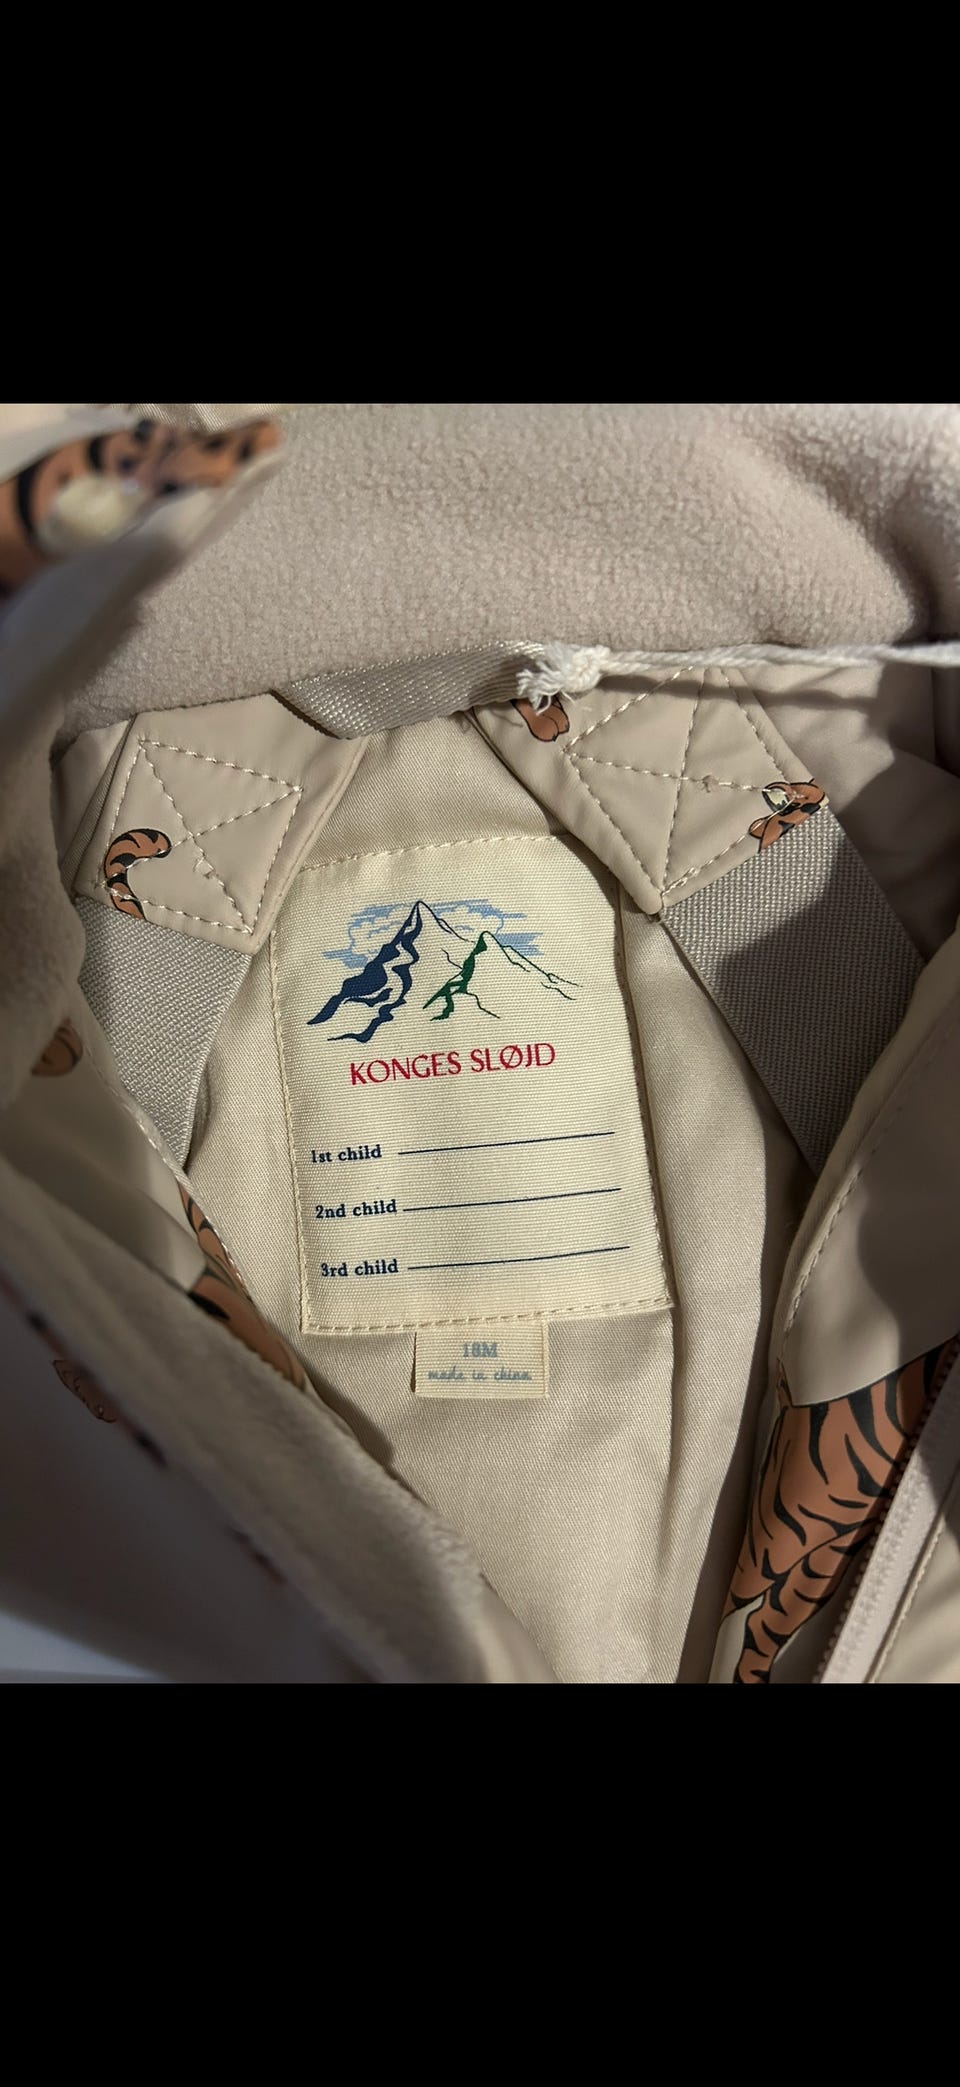 KONGES SLØJD
1st child
2nd child
3rd child
18M
made in china